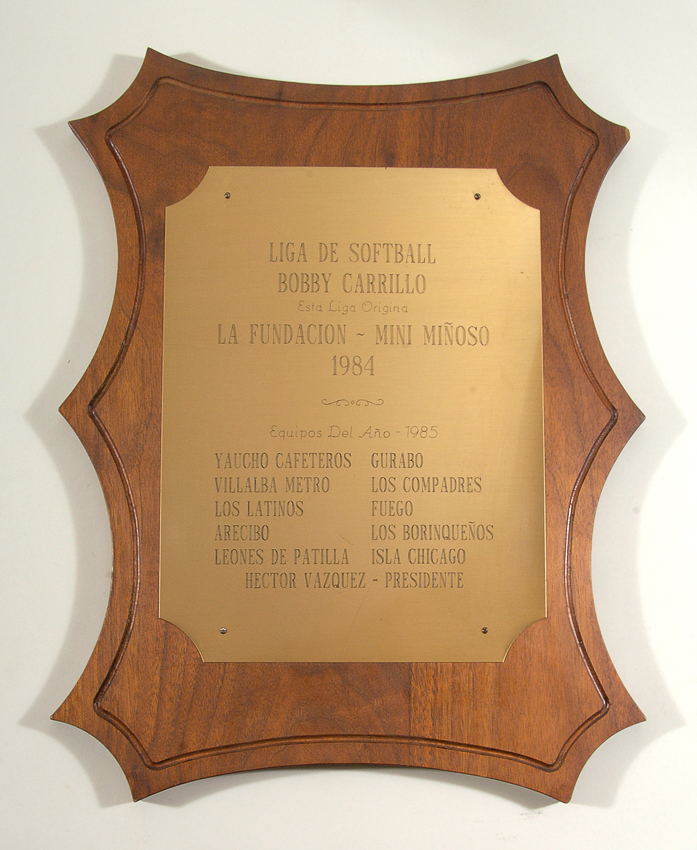 LIGA DE SOFTBALL
BOBBY CARRILLO
Esta Liga Origina
LA FUNDACION ~ MINI MIÑOSO
1984
Equipos Del Año - 1985
YAUCHO CAFETEROS GURABO
VILLALBA METRO LOS COMPADRES
LOS LATINOS FUEGO
ARECIBO LOS BORINQUEÑOS
LEONES DE PATILLA ISLA CHICAGO
HECTOR VAZQUEZ - PRESIDENTE